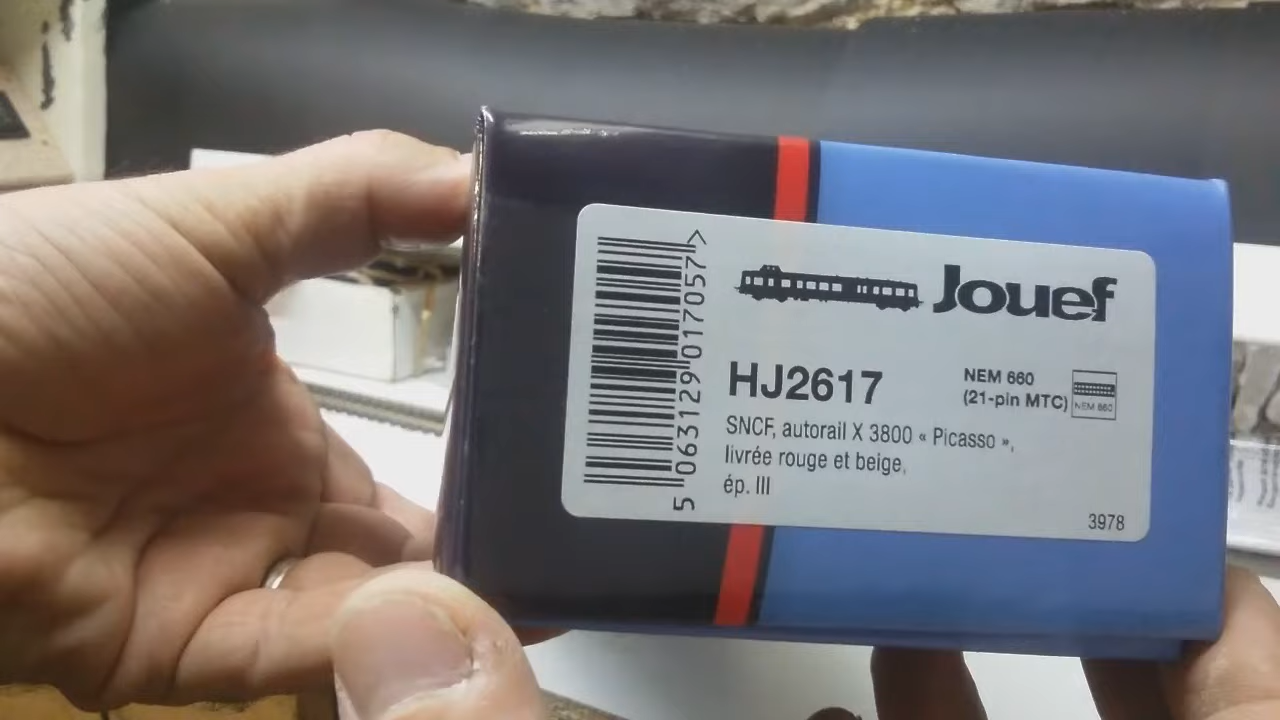 5 063129 017057 >
Jouef
HJ2617
NEM 660
(21-pin MTC)
NEM 660
SNCF, autorail X 3800 « Picasso »,
livrée rouge et beige,
ép. III
3978